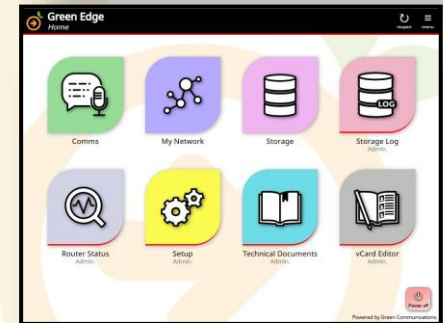 Green Edge
Home
Menu
Comms
My Network
Storage
LOG
Storage Log
Admin.
Router Status
Admin.
Setup
Admin.
Technical Documents
Admin.
vCard Editor
Admin.
Power off
Powered by Green Communications